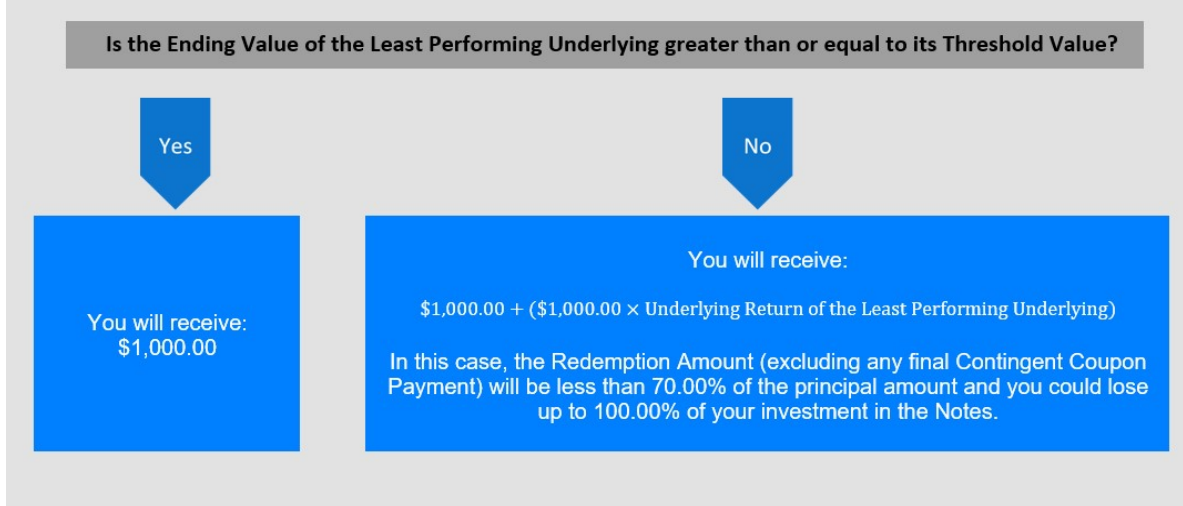 Is the Ending Value of the Least Performing Underlying greater than or equal to its Threshold Value?
Yes
No
You will receive:
$1,000.00
You will receive:
$1,000.00 + ($1,000.00 × Underlying Return of the Least Performing Underlying)
In this case, the Redemption Amount (excluding any final Contingent Coupon
Payment) will be less than 70.00% of the principal amount and you could lose
up to 100.00% of your investment in the Notes.